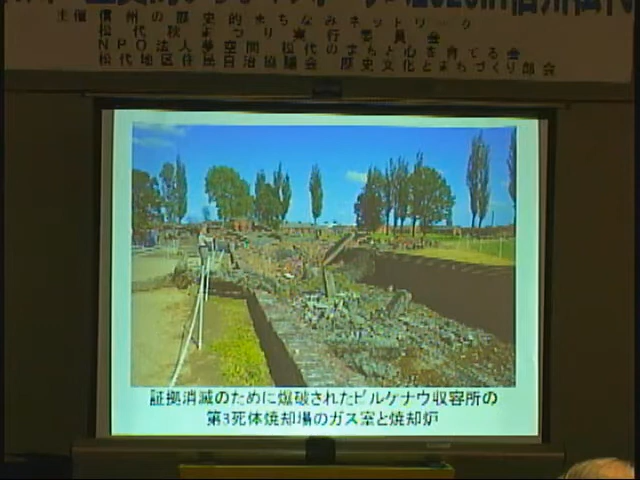 主催 信州の歴史的まちなみネットワーク
松代秋まつり実行委員会
NPO法人夢空間 松代のまちと心を育てる会
松代地区住民自治協議会 歴史文化とまちづくり部会
証拠消滅のために爆破されたビルケナウ収容所の
第3死体焼却場のガス室と焼却炉